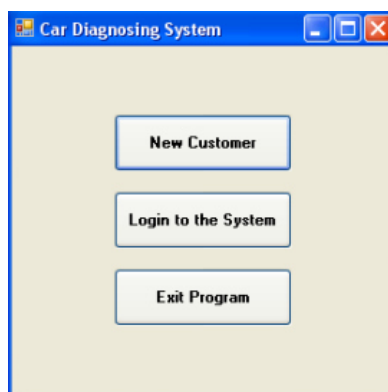 Car Diagnosing System
New Customer
Login to the System
Exit Program